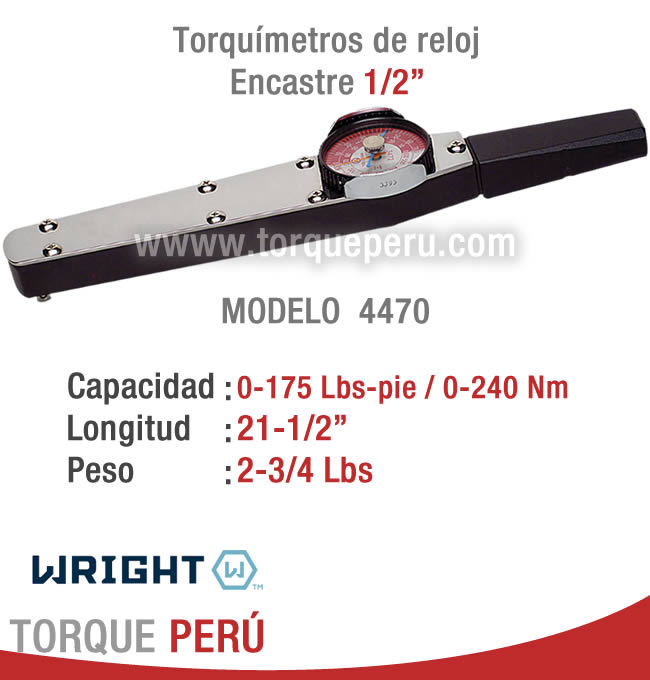 Torquímetros de reloj
Encastre 1/2”
www.torqueperu.com
MODELO 4470
Capacidad : 0-175 Lbs-pie / 0-240 Nm
Longitud : 21-1/2”
Peso : 2-3/4 Lbs
WRIGHT W ™
TORQUE PERÚ